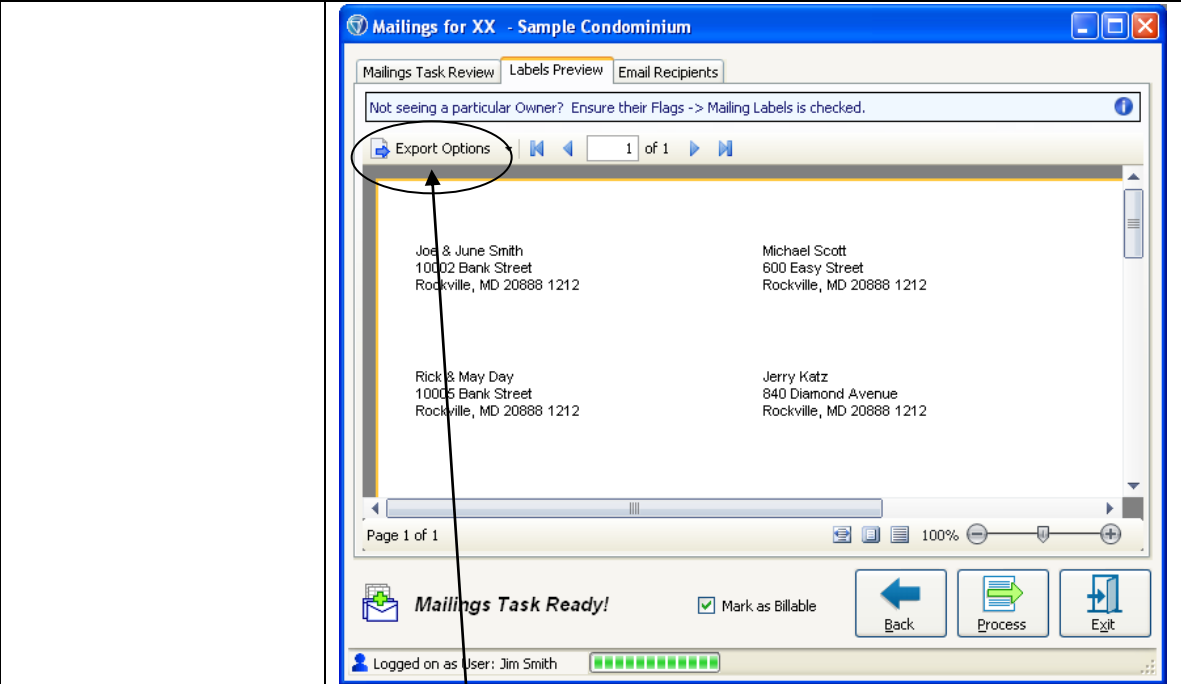 Mailings for XX - Sample Condominium
Mailings Task Review Labels Preview Email Recipients
Not seeing a particular Owner? Ensure their Flags -> Mailing Labels is checked.
Export Options 1 of 1
Joe & June Smith
10002 Bank Street
Rockville, MD 20888 1212
Michael Scott
600 Easy Street
Rockville, MD 20888 1212
Rick & May Day
10005 Bank Street
Rockville, MD 20888 1212
Jerry Katz
840 Diamond Avenue
Rockville, MD 20888 1212
Page 1 of 1 100%
Mailings Task Ready! Mark as Billable Back Process Exit
Logged on as User: Jim Smith